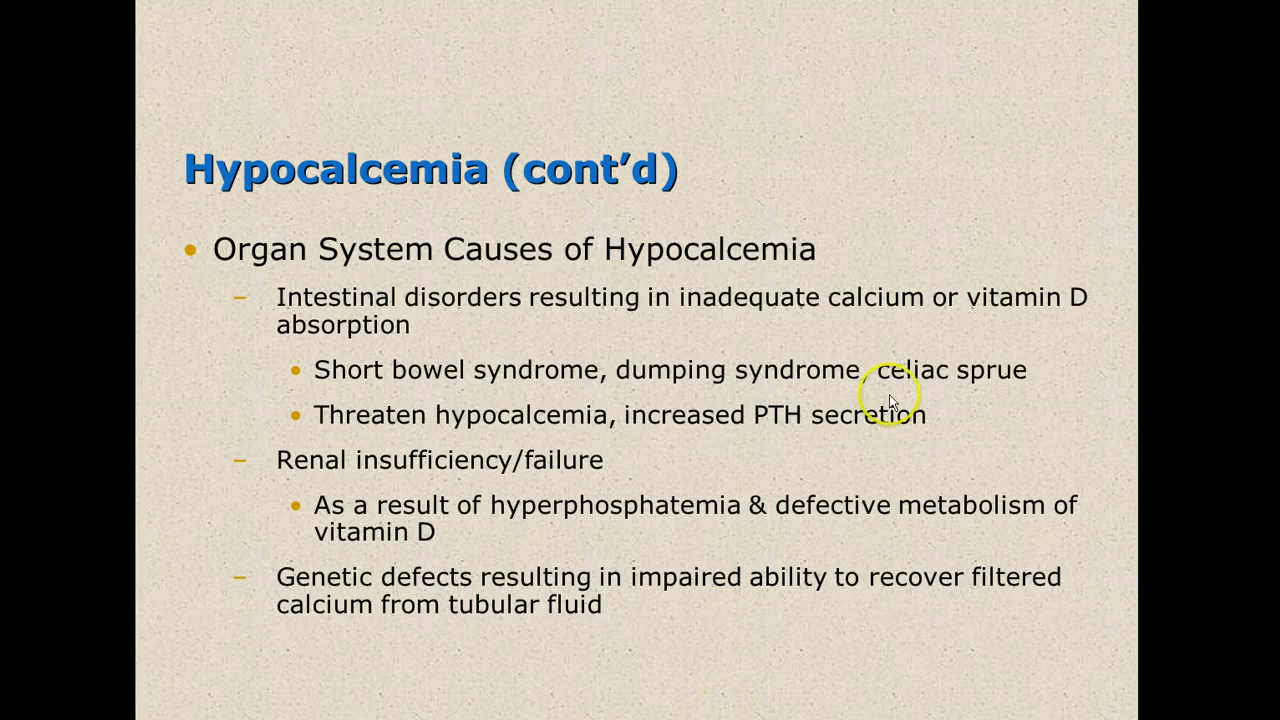 Hypocalcemia (cont’d)
• Organ System Causes of Hypocalcemia
– Intestinal disorders resulting in inadequate calcium or vitamin D
absorption
• Short bowel syndrome, dumping syndrome, celiac sprue
• Threaten hypocalcemia, increased PTH secretion
– Renal insufficiency/failure
• As a result of hyperphosphatemia & defective metabolism of
vitamin D
– Genetic defects resulting in impaired ability to recover filtered
calcium from tubular fluid